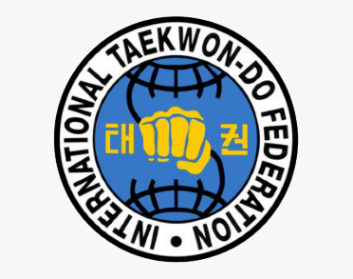 INTERNATIONAL TAEKWON-DO FEDERATION •
태 권